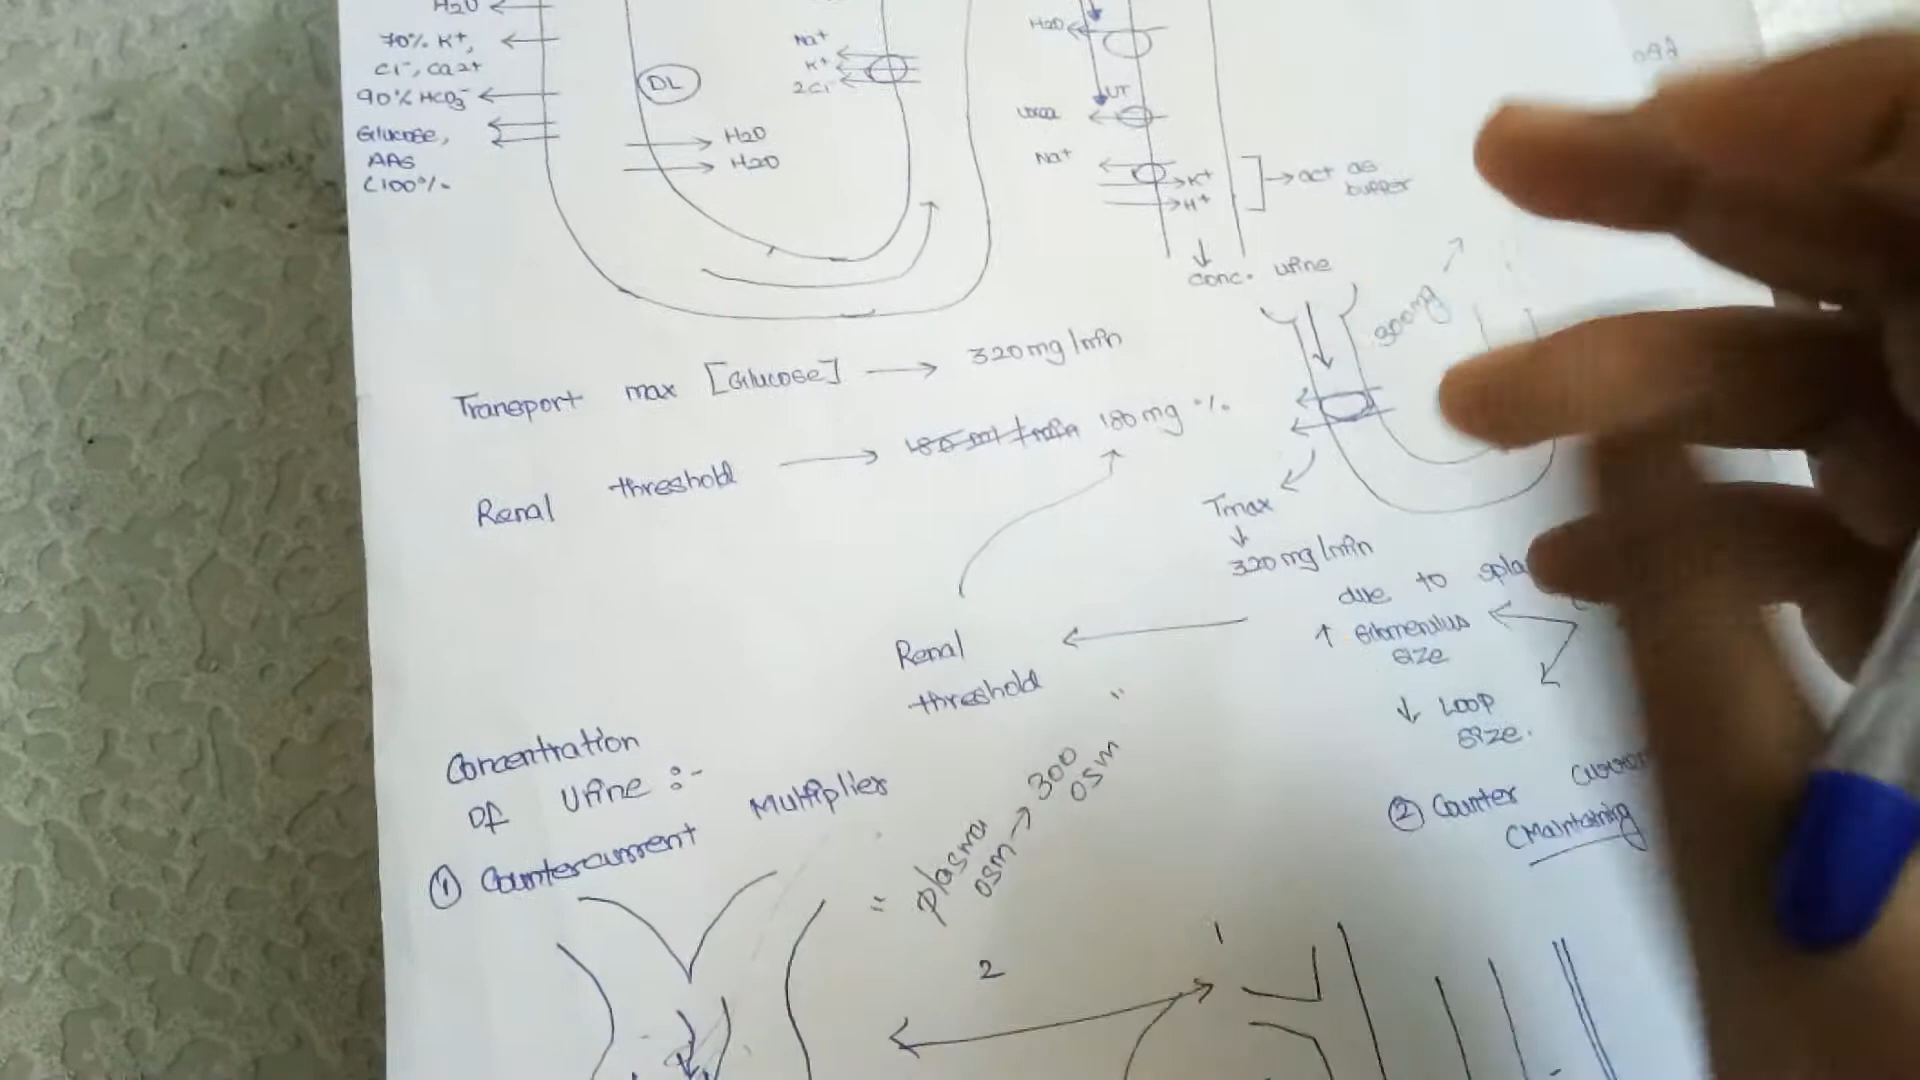 H2O
70% K+,
Cl-, Ca2+
90% HCO3-
Glucose,
AAS
(100%
DL
H2O
H2O
Na+
K+
2Cl-
H2O
UT
urea
Na+
K+
H+
act as
buffer
conc. urine
Transport max [Glucose] → 320 mg/min
Renal threshold → 180 mg %
300mg
Tmax
↓
320 mg/min
due to
↑ Glomerulus
size
↓ Loop
size.
Renal
threshold
Concentration
of Urine :-
① Countercurrent Multiplier
"
plasma
osm → 300
osm
"
② Counter
(Maintaining
2
1